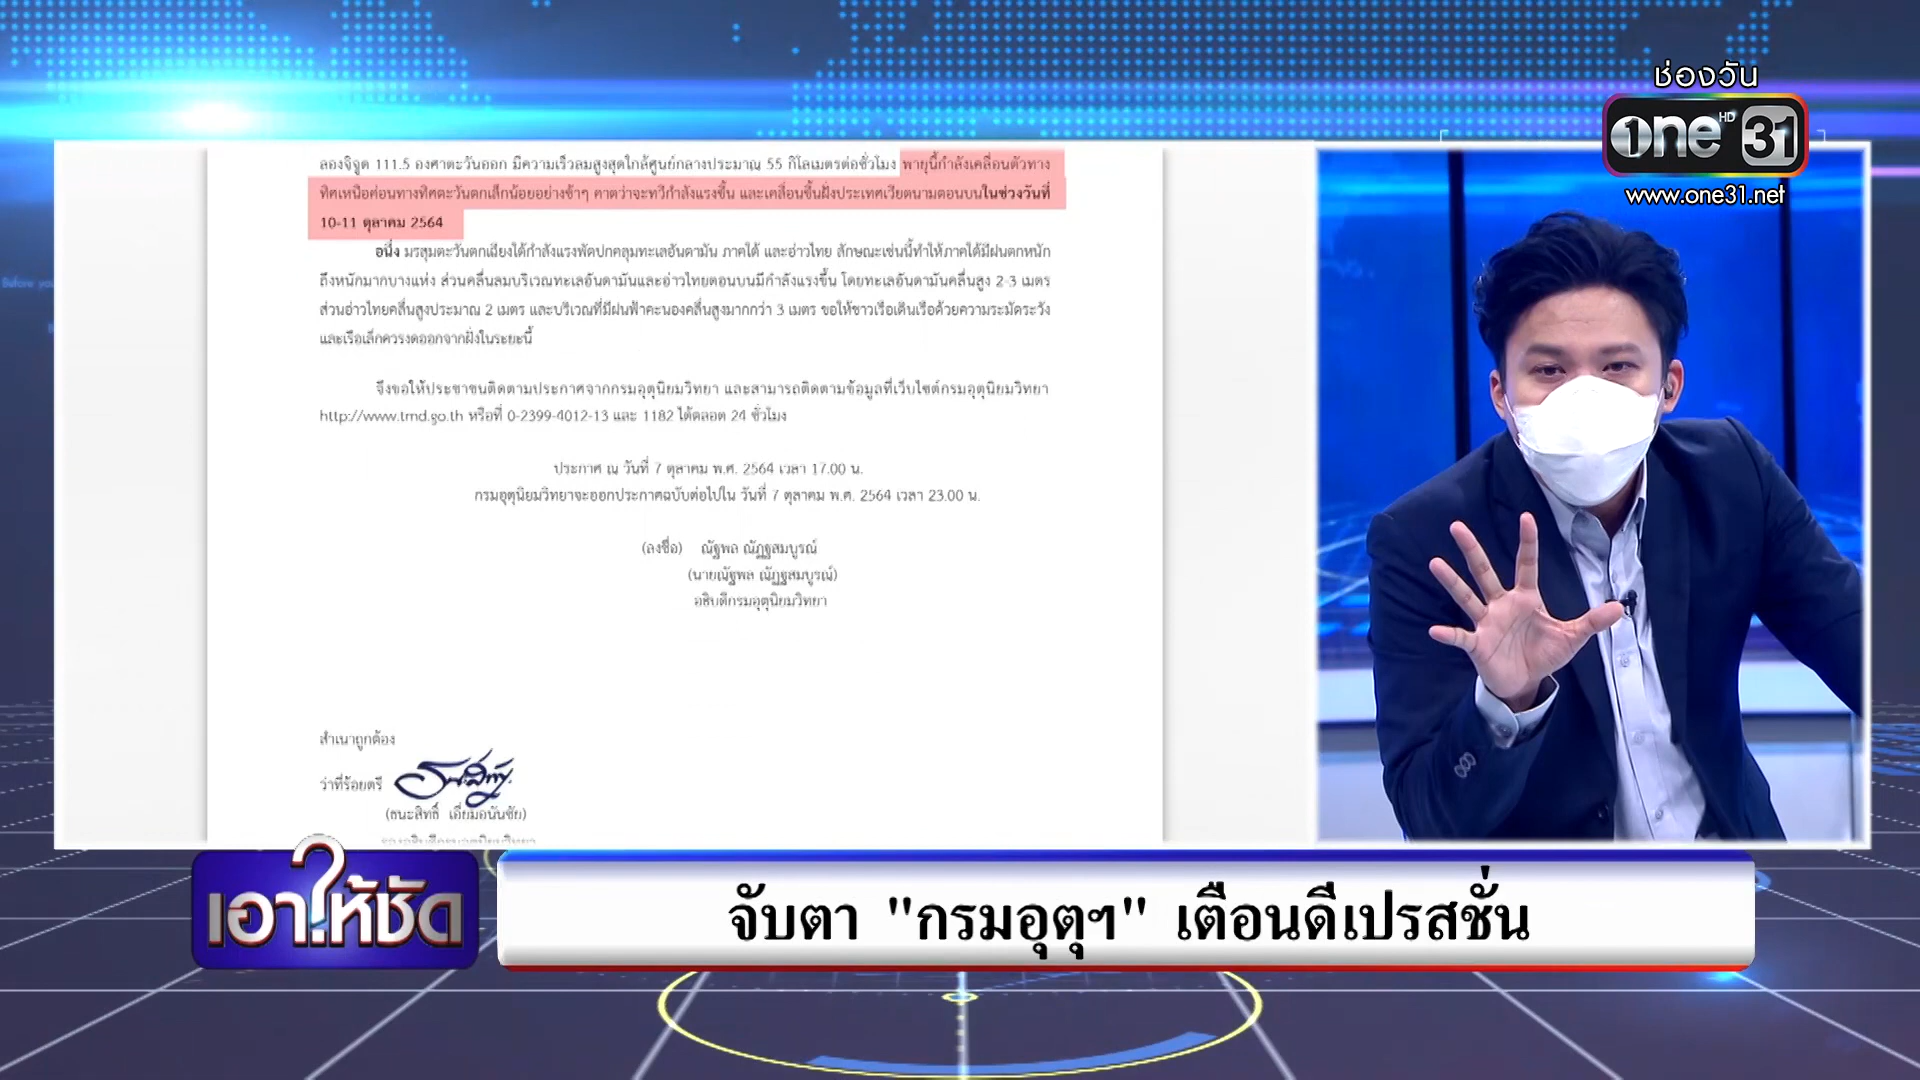 ช่องวัน
one HD 31
www.one31.net
ลองจิจูด 111.5 องศาตะวันออก มีความเร็วลมสูงสุดใกล้ศูนย์กลางประมาณ 55 กิโลเมตรต่อชั่วโมง พายุนี้กำลังเคลื่อนตัวทาง
ทิศเหนือค่อนทางทิศตะวันตกเล็กน้อยอย่างช้าๆ คาดว่าจะทวีกำลังแรงขึ้น และเคลื่อนขึ้นฝั่งประเทศเวียดนามตอนบนในช่วงวันที่
10-11 ตุลาคม 2564
อนึ่ง มรสุมตะวันตกเฉียงใต้กำลังแรงพัดปกคลุมทะเลอันดามัน ภาคใต้ และอ่าวไทย ลักษณะเช่นนี้ทำให้ภาคใต้มีฝนตกหนัก
ถึงหนักมากบางแห่ง ส่วนคลื่นลมบริเวณทะเลอันดามันและอ่าวไทยตอนบนมีกำลังแรงขึ้น โดยทะเลอันดามันคลื่นสูง 2-3 เมตร
ส่วนอ่าวไทยคลื่นสูงประมาณ 2 เมตร และบริเวณที่มีฝนฟ้าคะนองคลื่นสูงมากกว่า 3 เมตร ขอให้ชาวเรือเดินเรือด้วยความระมัดระวัง
และเรือเล็กควรงดออกจากฝั่งในระยะนี้
จึงขอให้ประชาชนติดตามประกาศจากกรมอุตุนิยมวิทยา และสามารถติดตามข้อมูลที่เว็บไซต์กรมอุตุนิยมวิทยา
http://www.tmd.go.th หรือที่ 0-2399-4012-13 และ 1182 ได้ตลอด 24 ชั่วโมง
ประกาศ ณ วันที่ 7 ตุลาคม พ.ศ. 2564 เวลา 17.00 น.
กรมอุตุนิยมวิทยาจะออกประกาศฉบับต่อไปใน วันที่ 7 ตุลาคม พ.ศ. 2564 เวลา 23.00 น.
(ลงชื่อ) ณัฐพล ณัฏฐสมบูรณ์
(นายณัฐพล ณัฏฐสมบูรณ์)
อธิบดีกรมอุตุนิยมวิทยา
สำเนาถูกต้อง
ว่าที่ร้อยตรี
(ธนะสิทธิ์ เอี่ยมอนันชัย)
รองอธิบดีกรมอุตุนิยมวิทยา
เอาให้ชัด
จับตา "กรมอุตุฯ" เตือนดีเปรสชั่น